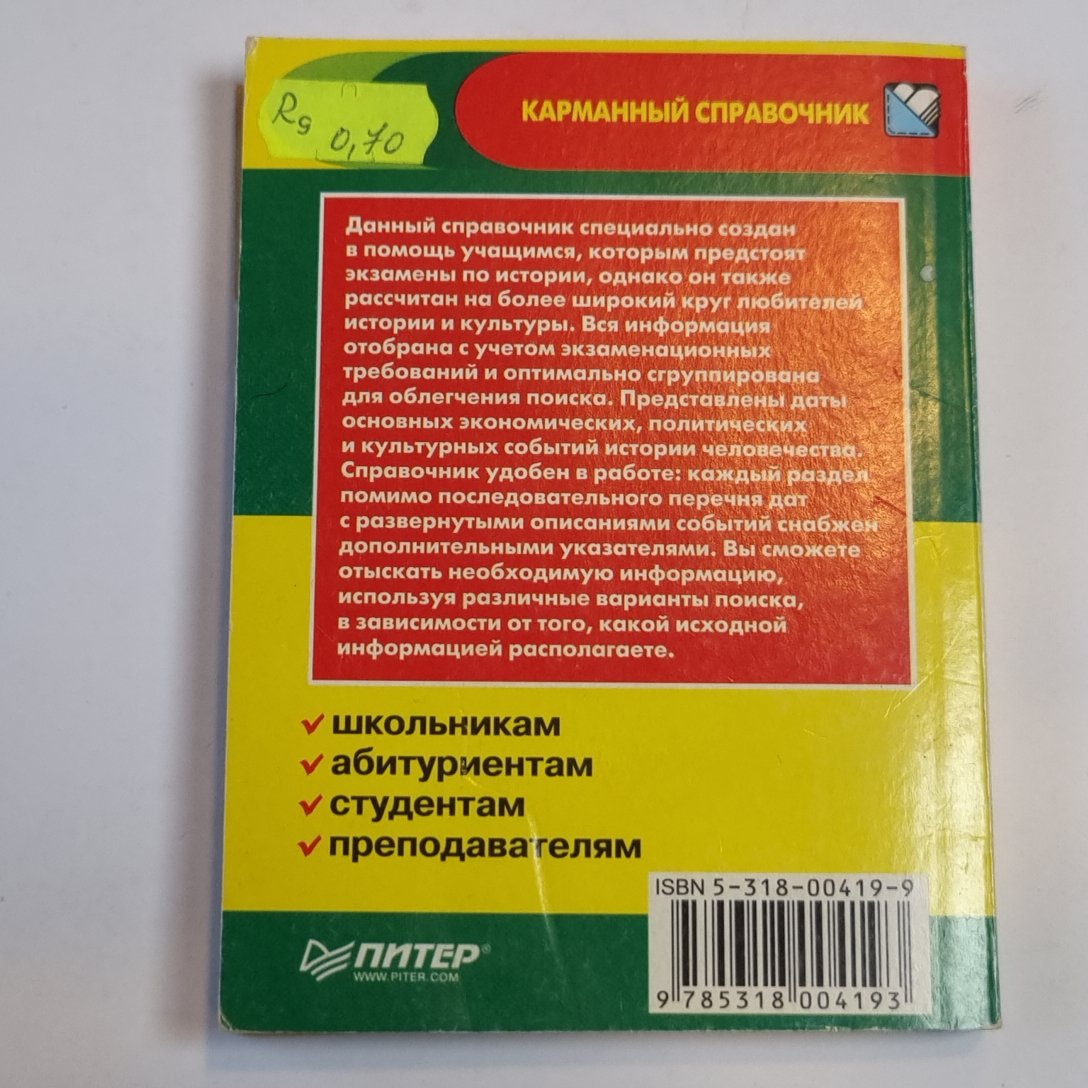 Rg
0,70
КАРМАННЫЙ СПРАВОЧНИК
Данный справочник специально создан
в помощь учащимся, которым предстоят
экзамены по истории, однако он также
рассчитан на более широкий круг любителей
истории и культуры. Вся информация
отобрана с учетом экзаменационных
требований и оптимально сгруппирована
для облегчения поиска. Представлены даты
основных экономических, политических
и культурных событий истории человечества.
Справочник удобен в работе: каждый раздел
помимо последовательного перечня дат
с развернутыми описаниями событий снабжен
дополнительными указателями. Вы сможете
отыскать необходимую информацию,
используя различные варианты поиска,
в зависимости от того, какой исходной
информацией располагаете.
школьникам
абитуриентам
студентам
преподавателям
ISBN 5-318-00419-9
ПИТЕР®
WWW.PITER.COM
9 785318 004193